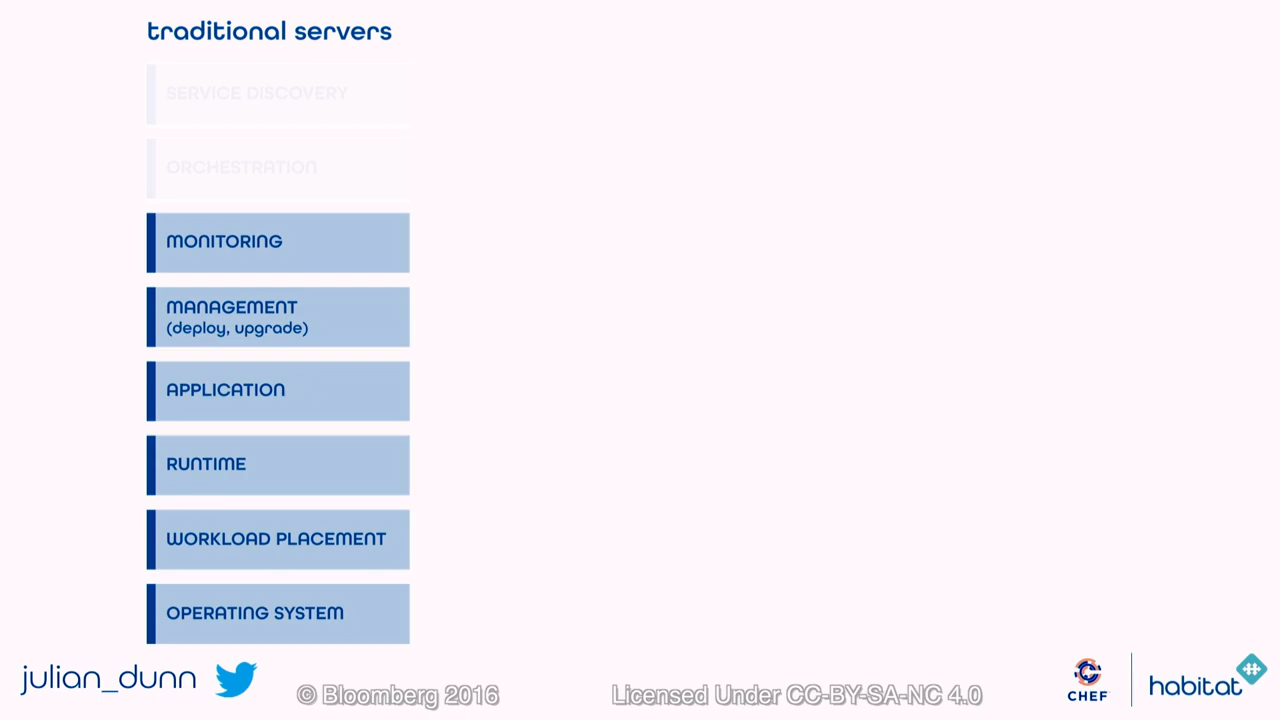 traditional servers
SERVICE DISCOVERY
ORCHESTRATION
MONITORING
MANAGEMENT
(deploy, upgrade)
APPLICATION
RUNTIME
WORKLOAD PLACEMENT
OPERATING SYSTEM
julian_dunn
© Bloomberg 2016
Licensed Under CC-BY-SA-NC 4.0
CHEF
habitat